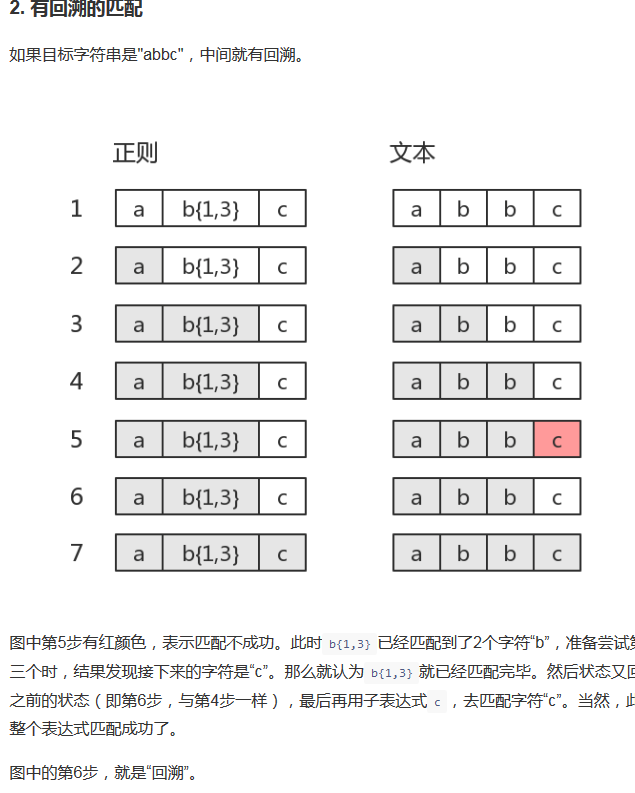 2. 有回溯的匹配
如果目标字符串是"abbc"，中间就有回溯。
正则 文本
1 a b{1,3} c a b b c
2 a b{1,3} c a b b c
3 a b{1,3} c a b b c
4 a b{1,3} c a b b c
5 a b{1,3} c a b b c
6 a b{1,3} c a b b c
7 a b{1,3} c a b b c
图中第5步有红颜色，表示匹配不成功。此时 b{1,3} 已经匹配到了2个字符“b”，准备尝试第
三个时，结果发现接下来的字符是“c”。那么就认为 b{1,3} 就已经匹配完毕。然后状态又回
之前的状态（即第6步，与第4步一样），最后再用子表达式 c ，去匹配字符“c”。当然，此
整个表达式匹配成功了。
图中的第6步，就是“回溯”。